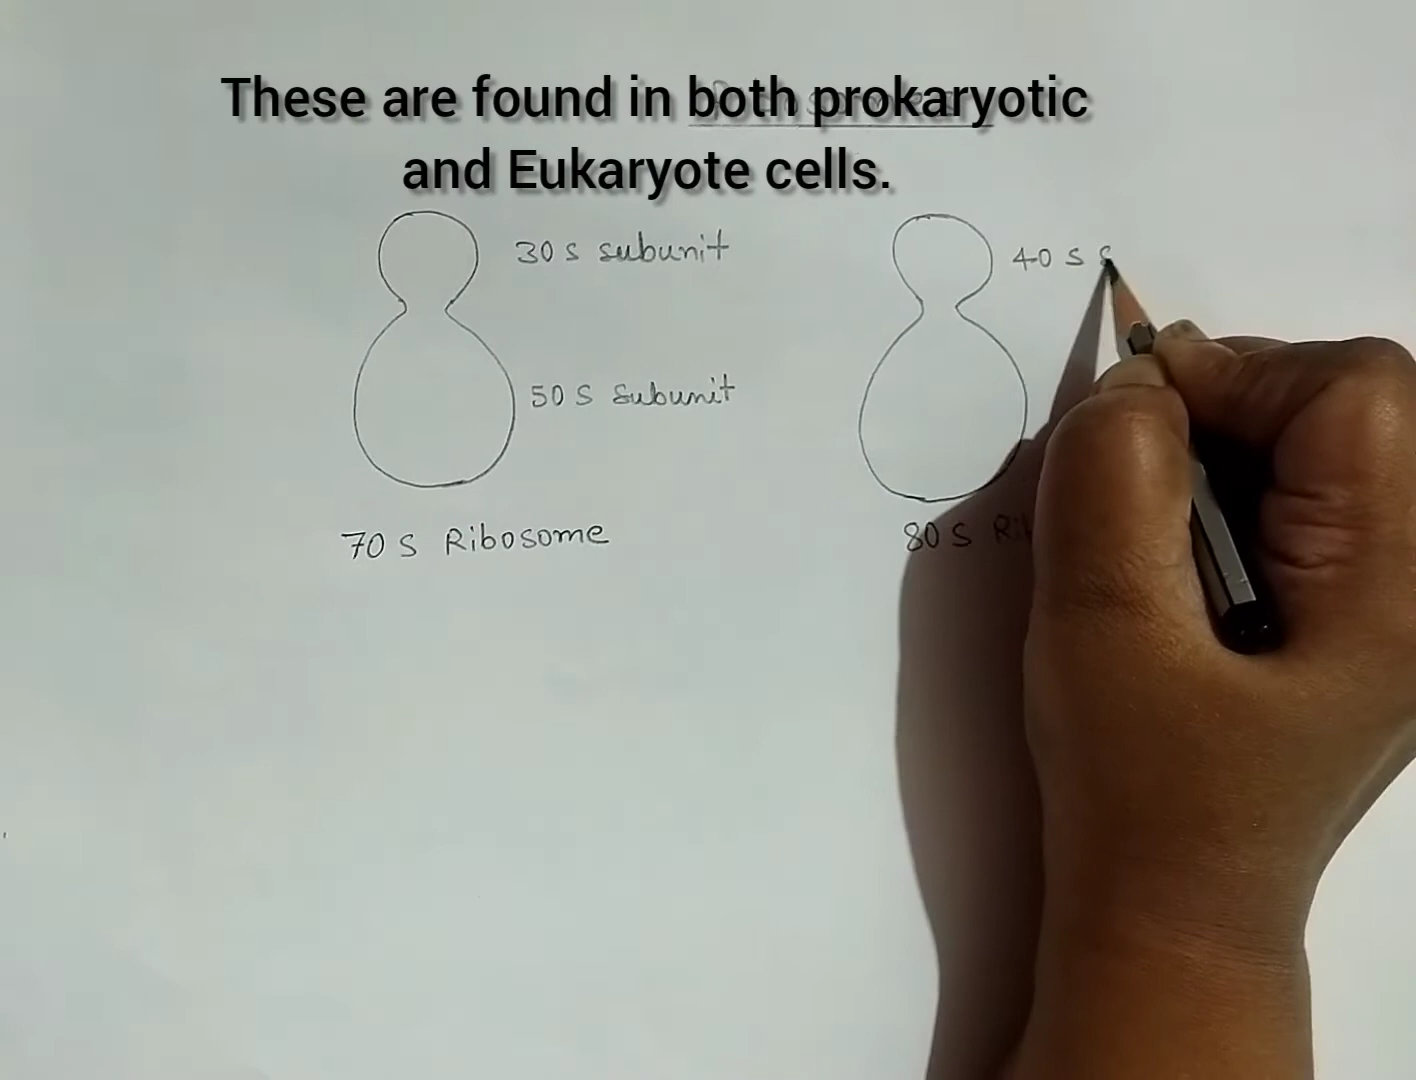 These are found in both prokaryotic
and Eukaryote cells.
30 S subunit
40 S S
50 S Subunit
70 S Ribosome
80 S